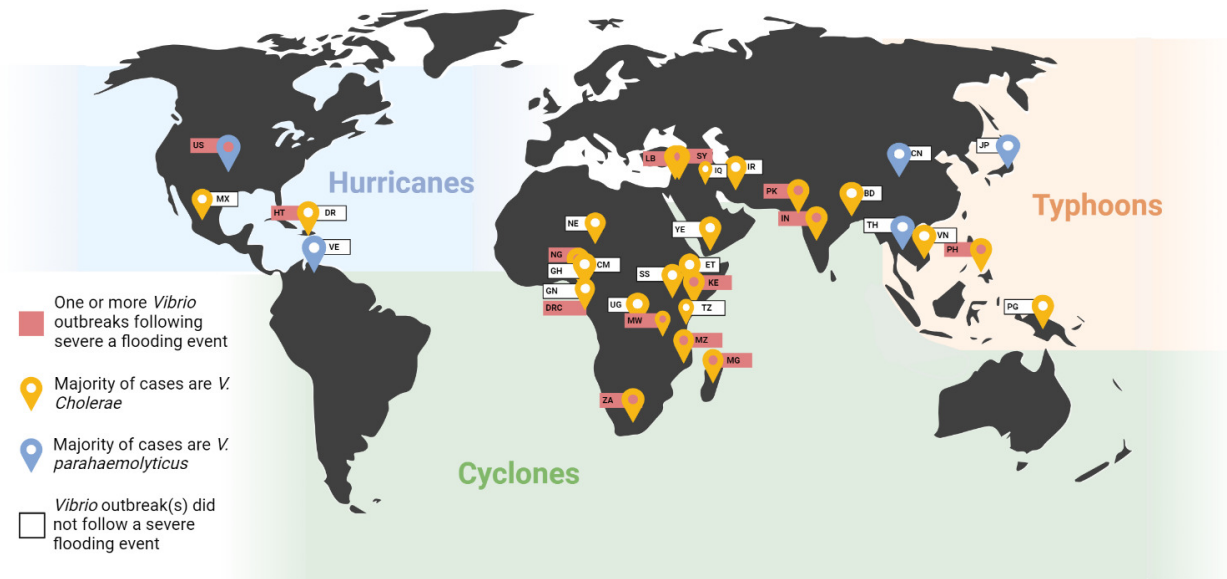 US
MX
HT
DR
VE
Hurricanes
LB
SY
IQ
IR
PK
IN
BD
CN
JP
TH
VN
PH
PG
Typhoons
NE
YE
NG
CM
GH
SS
ET
KE
GN
DRC
UG
TZ
MW
MZ
MG
ZA
Cyclones
One or more Vibrio
outbreaks following
severe a flooding event
Majority of cases are V.
Cholerae
Majority of cases are V.
parahaemolyticus
Vibrio outbreak(s) did
not follow a severe
flooding event